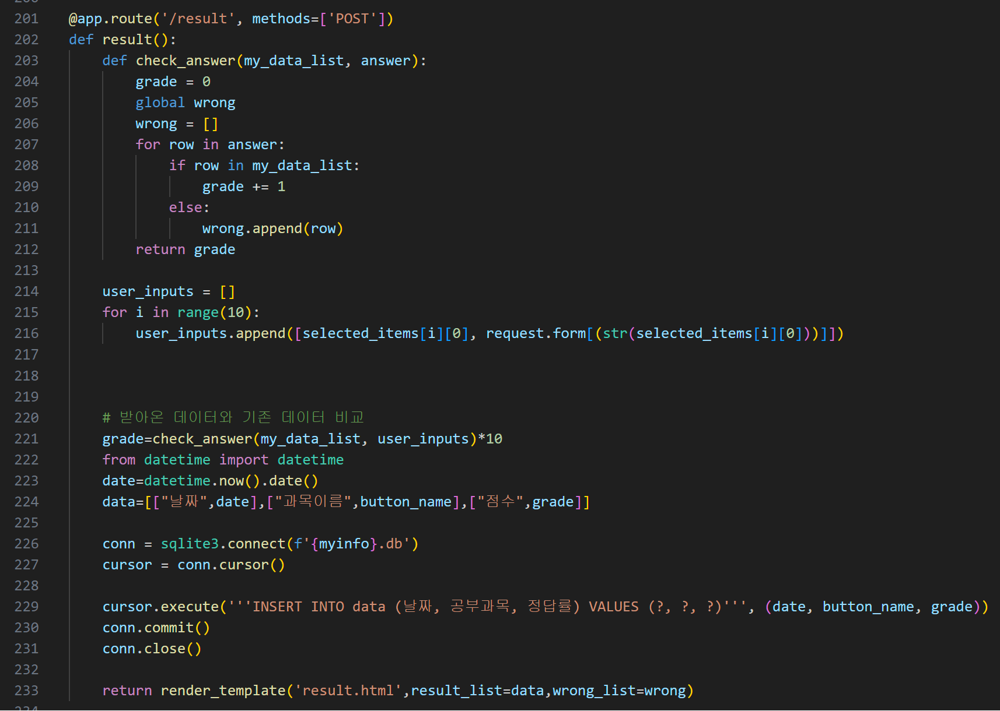 201 @app.route('/result', methods=['POST'])
202 def result():
203     def check_answer(my_data_list, answer):
204         grade = 0
205         global wrong
206         wrong = []
207         for row in answer:
208             if row in my_data_list:
209                 grade += 1
210             else:
211                 wrong.append(row)
212         return grade
213
214     user_inputs = []
215     for i in range(10):
216         user_inputs.append([selected_items[i][0], request.form[(str(selected_items[i][0]))]])
217
218
219
220     # 받아온 데이터와 기존 데이터 비교
221     grade=check_answer(my_data_list, user_inputs)*10
222     from datetime import datetime
223     date=datetime.now().date()
224     data=[["날짜",date],["과목이름",button_name],["점수",grade]]
225
226     conn = sqlite3.connect(f'{myinfo}.db')
227     cursor = conn.cursor()
228
229     cursor.execute('''INSERT INTO data (날짜, 공부과목, 정답률) VALUES (?, ?, ?)''', (date, button_name, grade))
230     conn.commit()
231     conn.close()
232
233     return render_template('result.html',result_list=data,wrong_list=wrong)